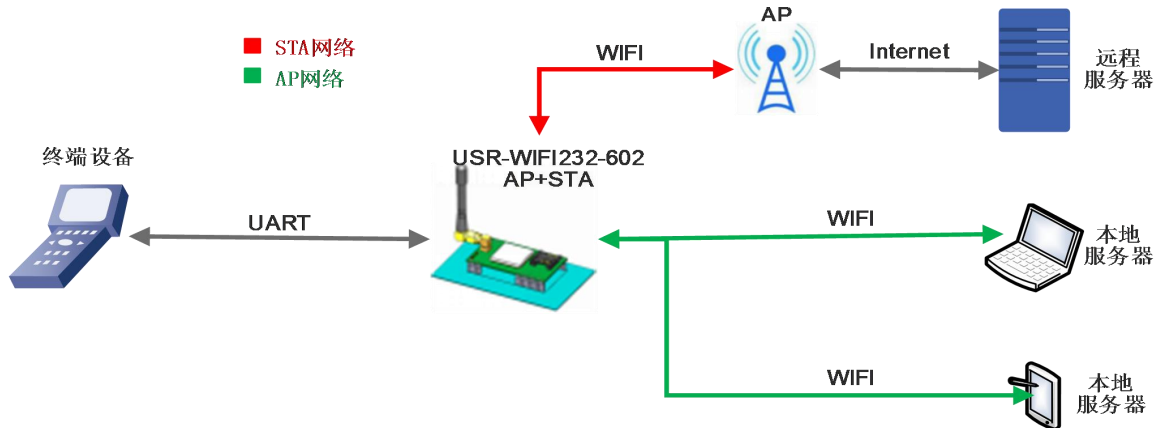 AP
STA网络
AP网络
WIFI
Internet
远程
服务器
终端设备
USR-WIFI232-602
AP+STA
UART
WIFI
本地
服务器
WIFI
本地
服务器